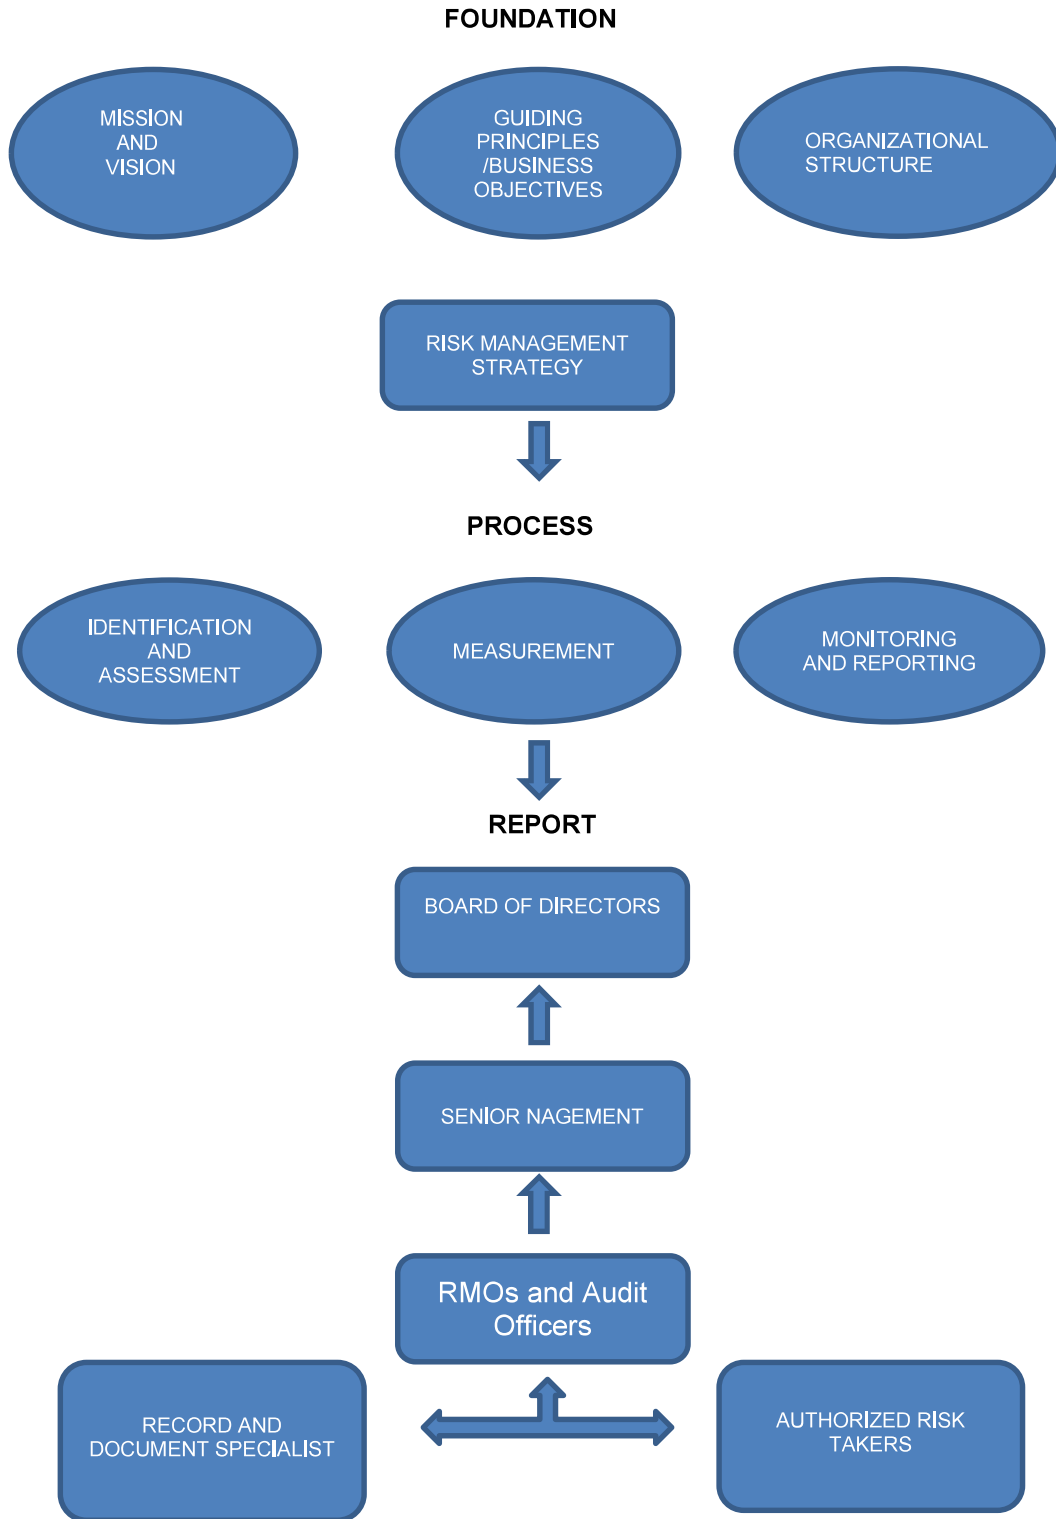 FOUNDATION
MISSION
AND
VISION
GUIDING
PRINCIPLES
/BUSINESS
OBJECTIVES
ORGANIZATIONAL
STRUCTURE
RISK MANAGEMENT
STRATEGY
PROCESS
IDENTIFICATION
AND
ASSESSMENT
MEASUREMENT
MONITORING
AND REPORTING
REPORT
BOARD OF DIRECTORS
SENIOR NAGEMENT
RMOs and Audit
Officers
RECORD AND
DOCUMENT SPECIALIST
AUTHORIZED RISK
TAKERS